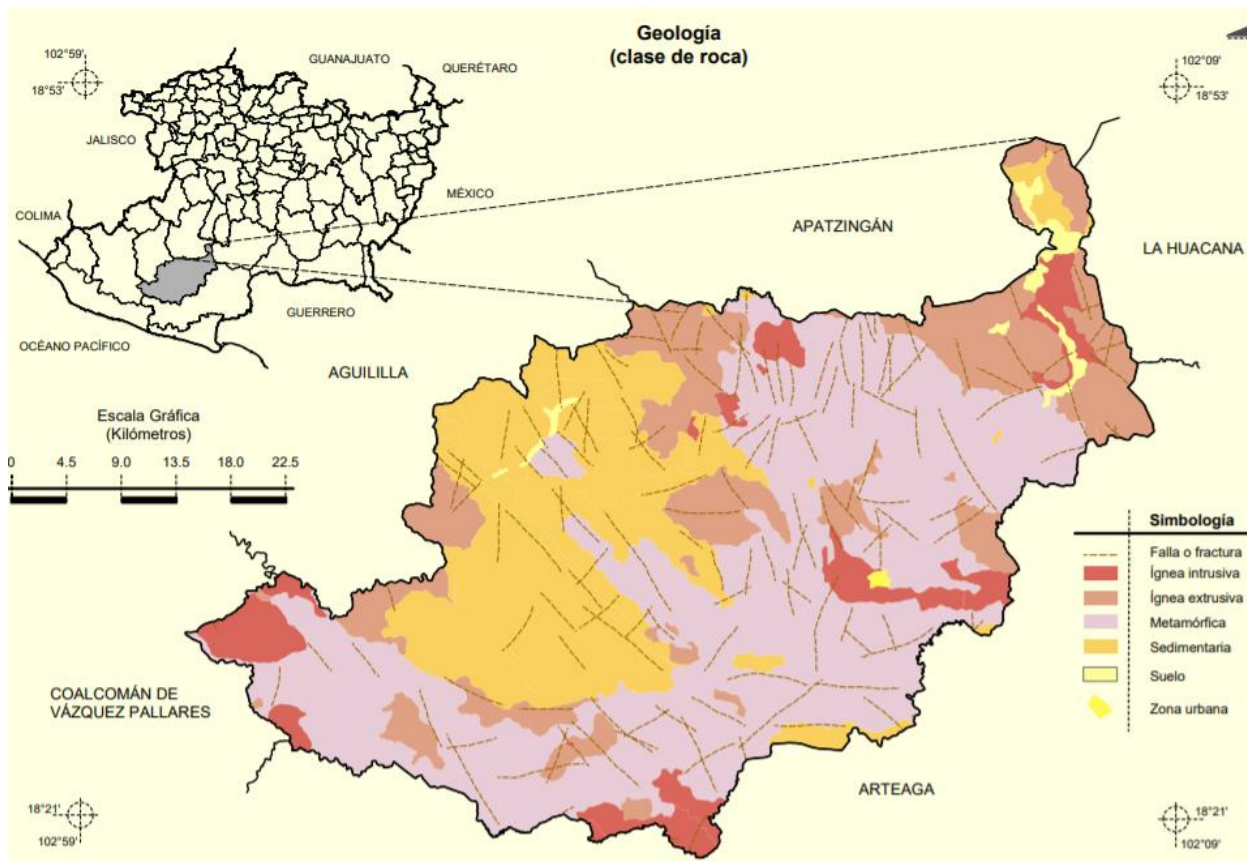 Geología
(clase de roca)
102°59'
18°53'
GUANAJUATO
QUERÉTARO
102°09'
18°53'
JALISCO
MÉXICO
COLIMA
APATZINGÁN
LA HUACANA
GUERRERO
OCÉANO PACÍFICO
AGUILILLA
Escala Gráfica
(Kilómetros)
0 4.5 9.0 13.5 18.0 22.5
Simbología
Falla o fractura
Ígnea intrusiva
Ígnea extrusiva
Metamórfica
Sedimentaria
Suelo
Zona urbana
COALCOMÁN DE
VÁZQUEZ PALLARES
ARTEAGA
18°21'
102°59'
18°21'
102°09'